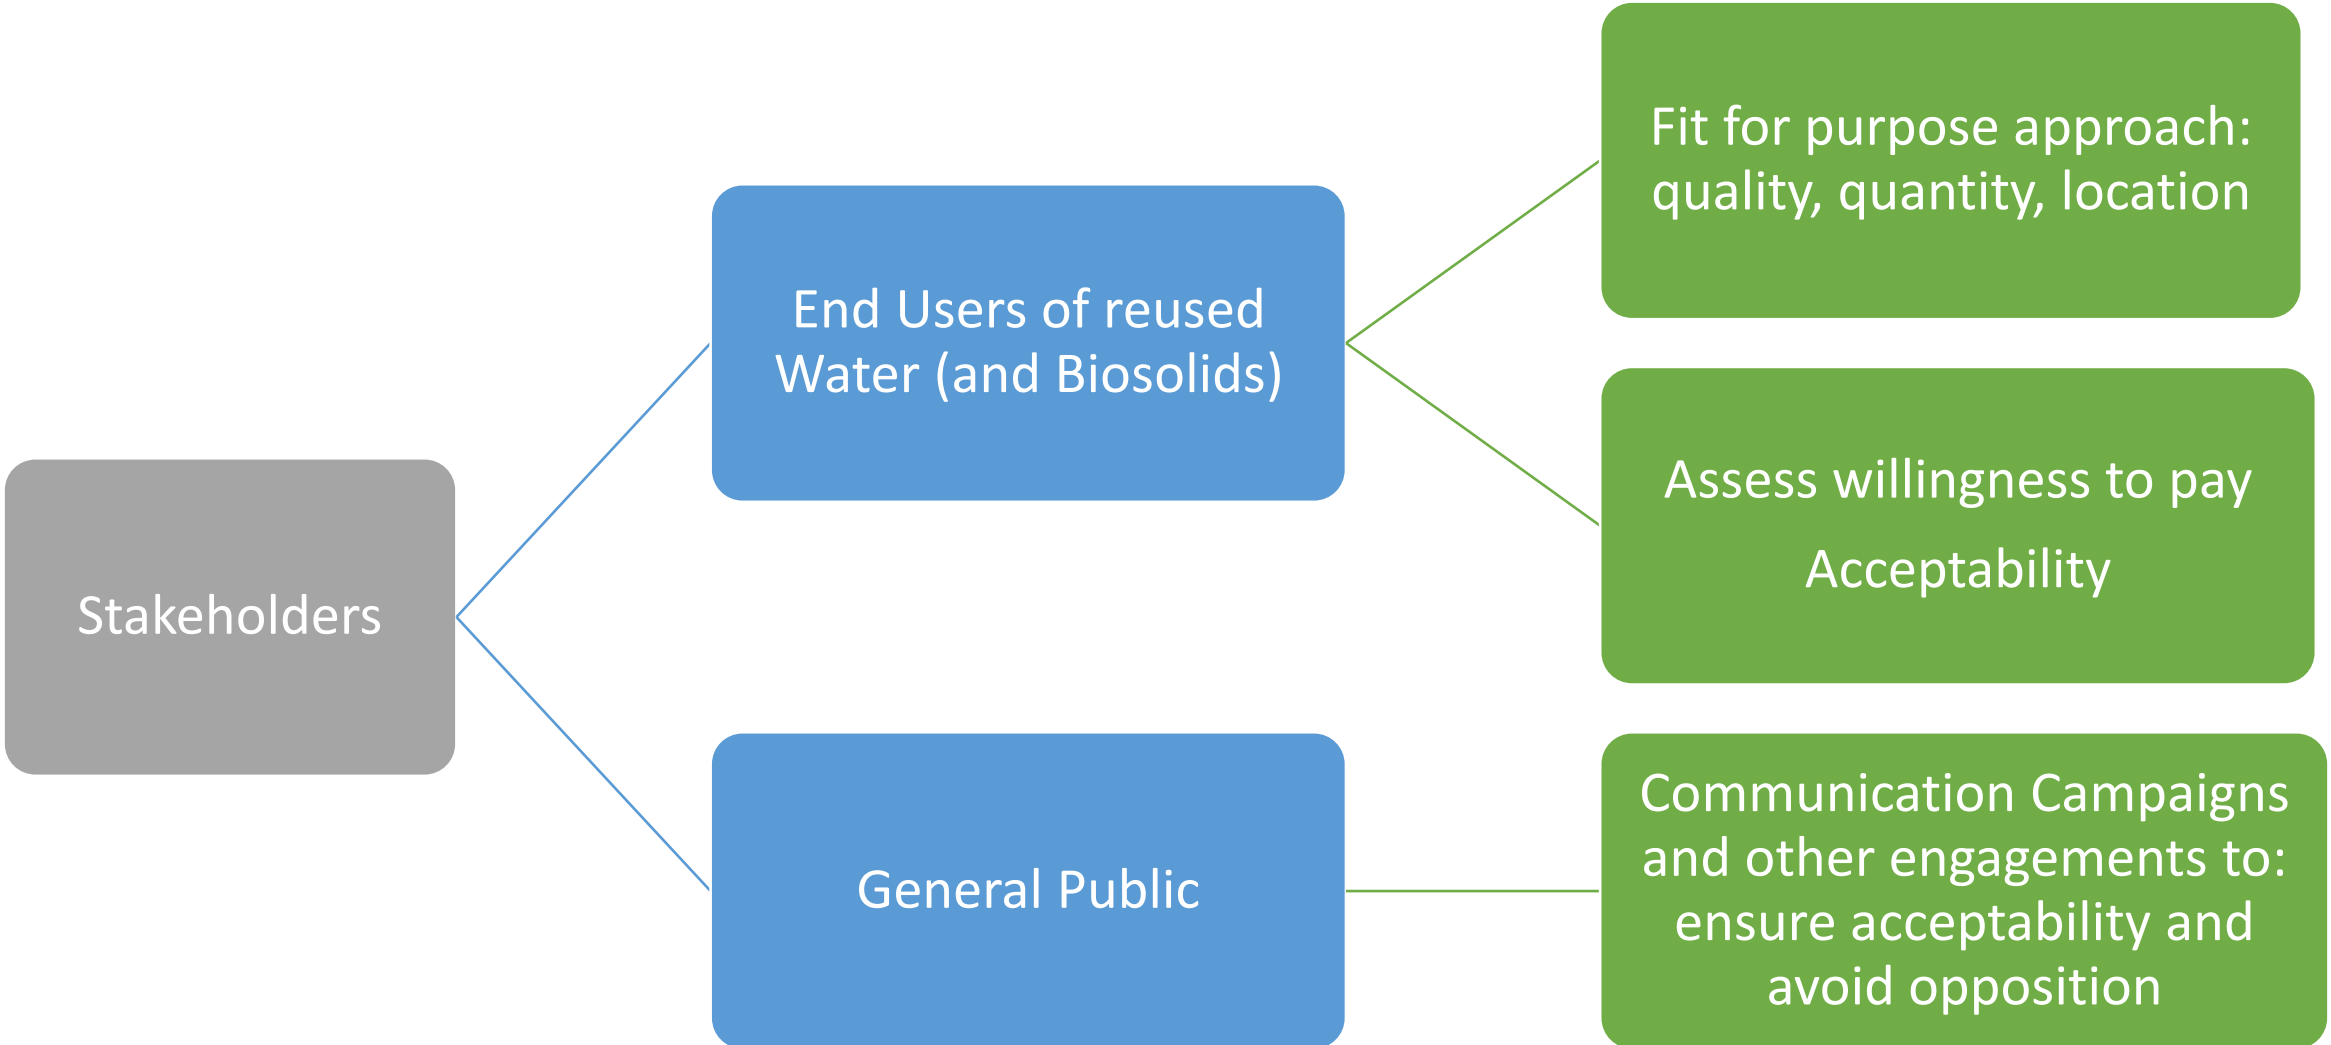 Stakeholders
End Users of reused
Water (and Biosolids)
Fit for purpose approach:
quality, quantity, location
Assess willingness to pay
Acceptability
General Public
Communication Campaigns
and other engagements to:
ensure acceptability and
avoid opposition